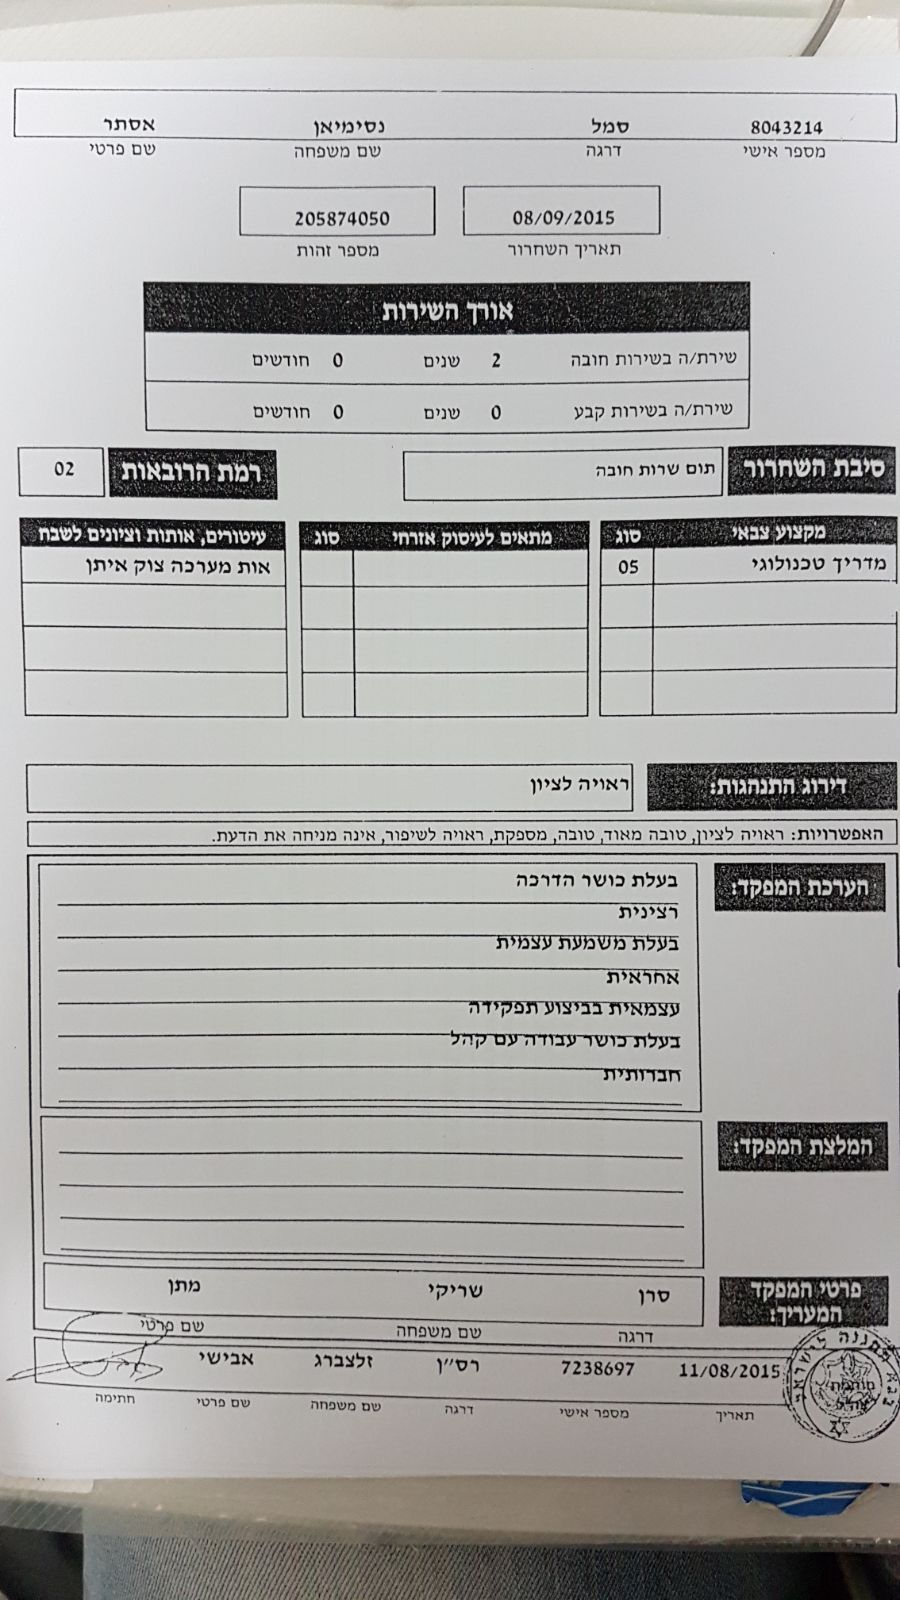 8043214 סמל נסימיאן אסתר
מספר אישי דרגה שם משפחה שם פרטי
08/09/2015 205874050
תאריך השחרור מספר זהות
אורך השירות
שירת/ה בשירות חובה 2 שנים 0 חודשים
שירת/ה בשירות קבע 0 שנים 0 חודשים
סיבת השחרור תום שרות חובה רמת הרובאות 02
מקצוע צבאי סוג מתאים לעיסוק אזרחי סוג עיטורים, אותות וציונים לשבח
מדריך טכנולוגי 05 אות מערכה צוק איתן
דירוג התנהגות: ראויה לציון
האפשרויות: ראויה לציון, טובה מאוד, טובה, מספקת, ראויה לשיפור, אינה מניחה את הדעת.
הערכת המפקד: בעלת כושר הדרכה
רצינית
בעלת משמעת עצמית
אחראית
עצמאית בביצוע תפקידה
בעלת כושר עבודה עם קהל
חברותית
המלצת המפקד:
פרטי המפקד המעריך: סרן שריקי מתן
דרגה שם משפחה שם פרטי
11/08/2015 7238697 רס"ן זלצברג אבישי
תאריך מספר אישי דרגה שם משפחה שם פרטי חתימה
צבא ההגנה לישראל